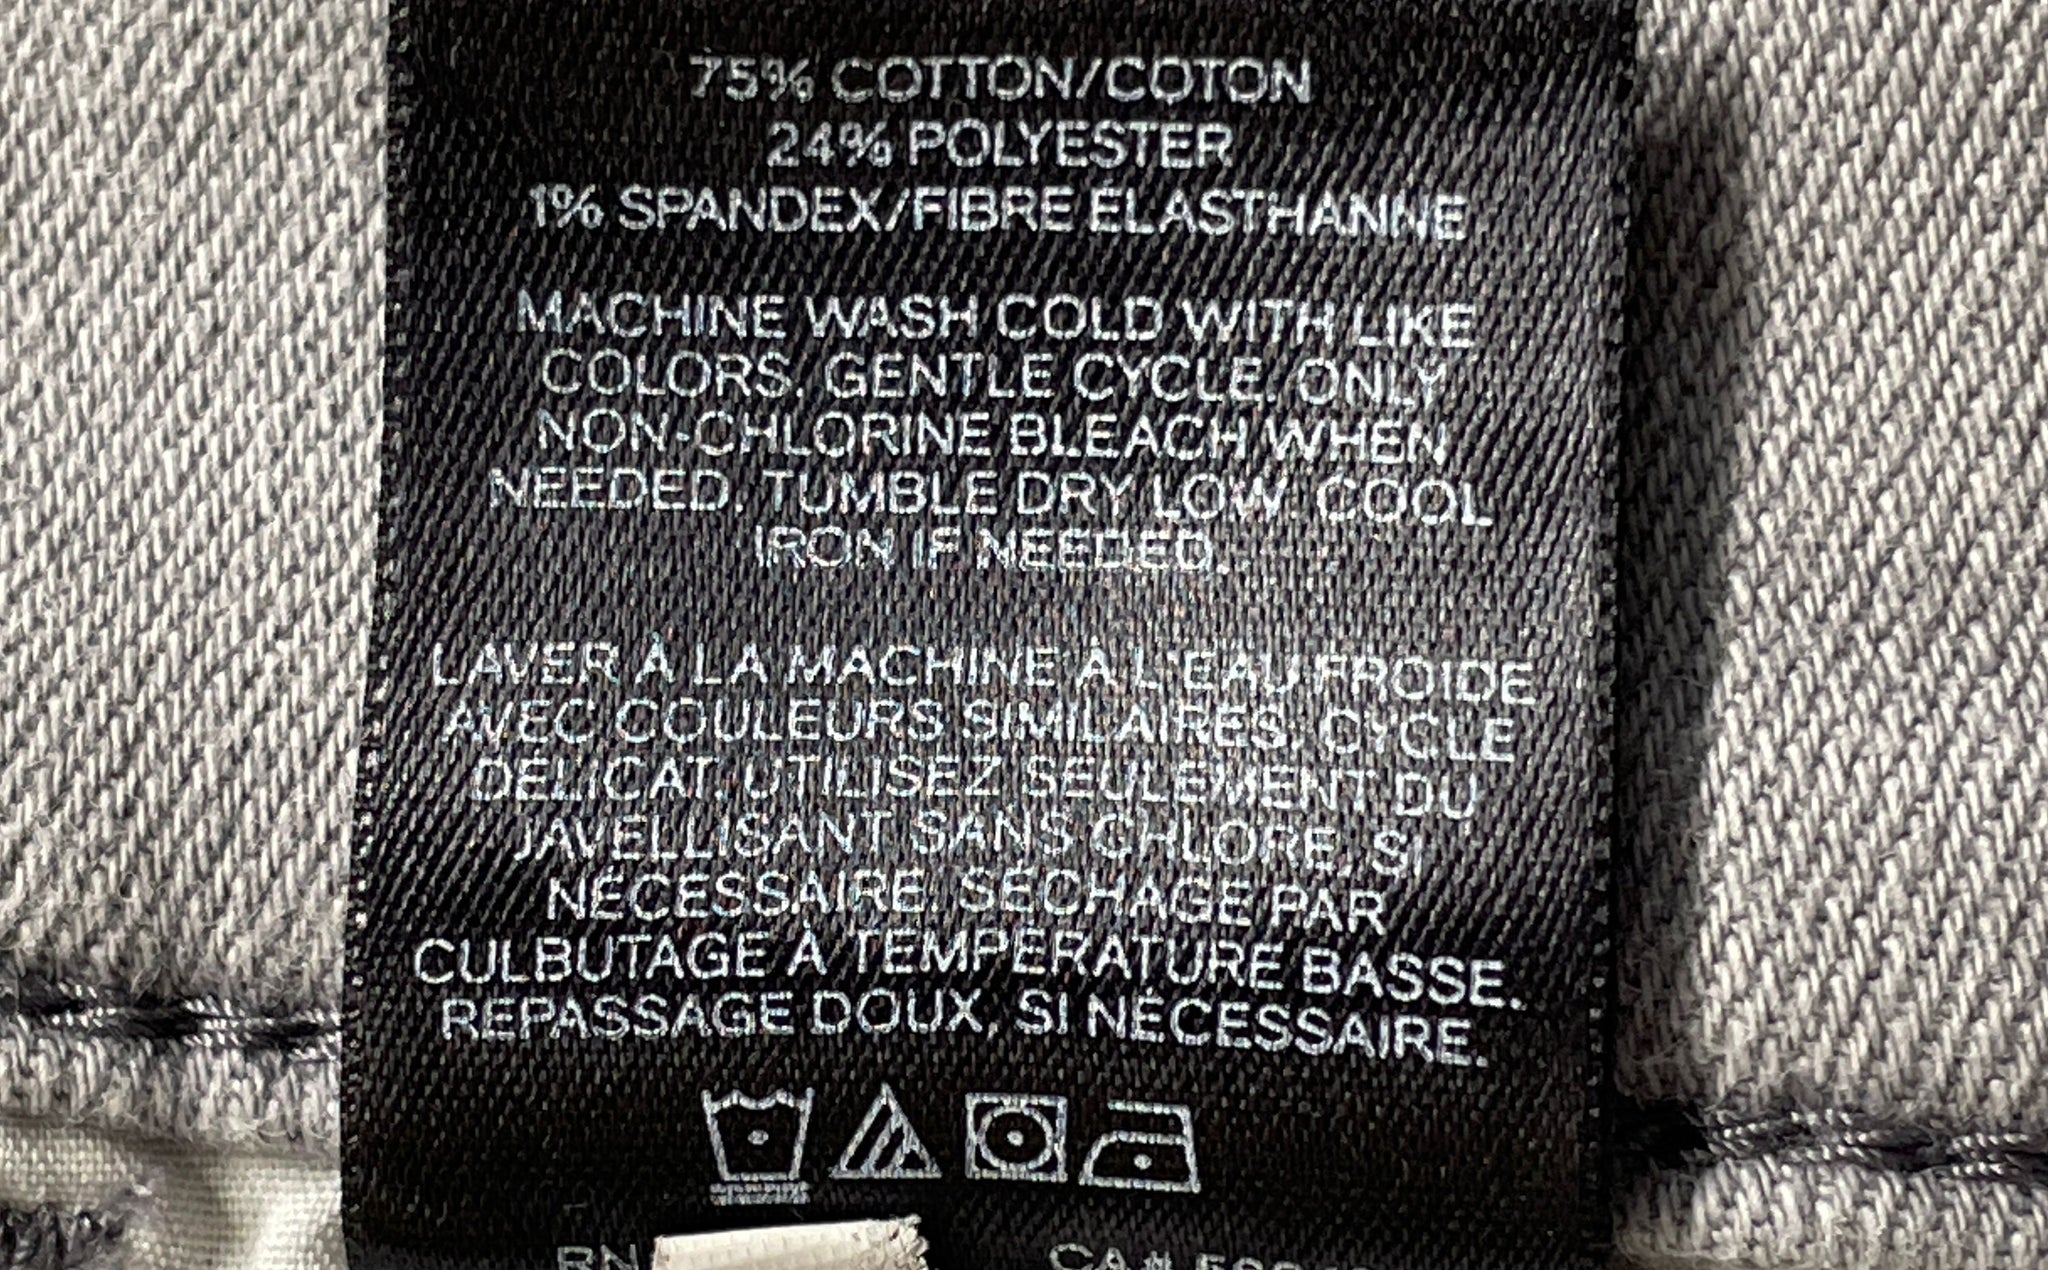 75% COTTON/COTON
24% POLYESTER
1% SPANDEX/FIBRE ÉLASTHANNE
MACHINE WASH COLD WITH LIKE
COLORS. GENTLE CYCLE. ONLY
NON-CHLORINE BLEACH WHEN
NEEDED. TUMBLE DRY LOW. COOL
IRON IF NEEDED.
LAVER À LA MACHINE À L'EAU FROIDE
AVEC COULEURS SIMILAIRES. CYCLE
DÉLICAT. UTILISEZ SEULEMENT DU
JAVELLISANT SANS CHLORE, SI
NÉCESSAIRE. SÉCHAGE PAR
CULBUTAGE À TEMPÉRATURE BASSE.
REPASSAGE DOUX, SI NÉCESSAIRE.
RN CA#